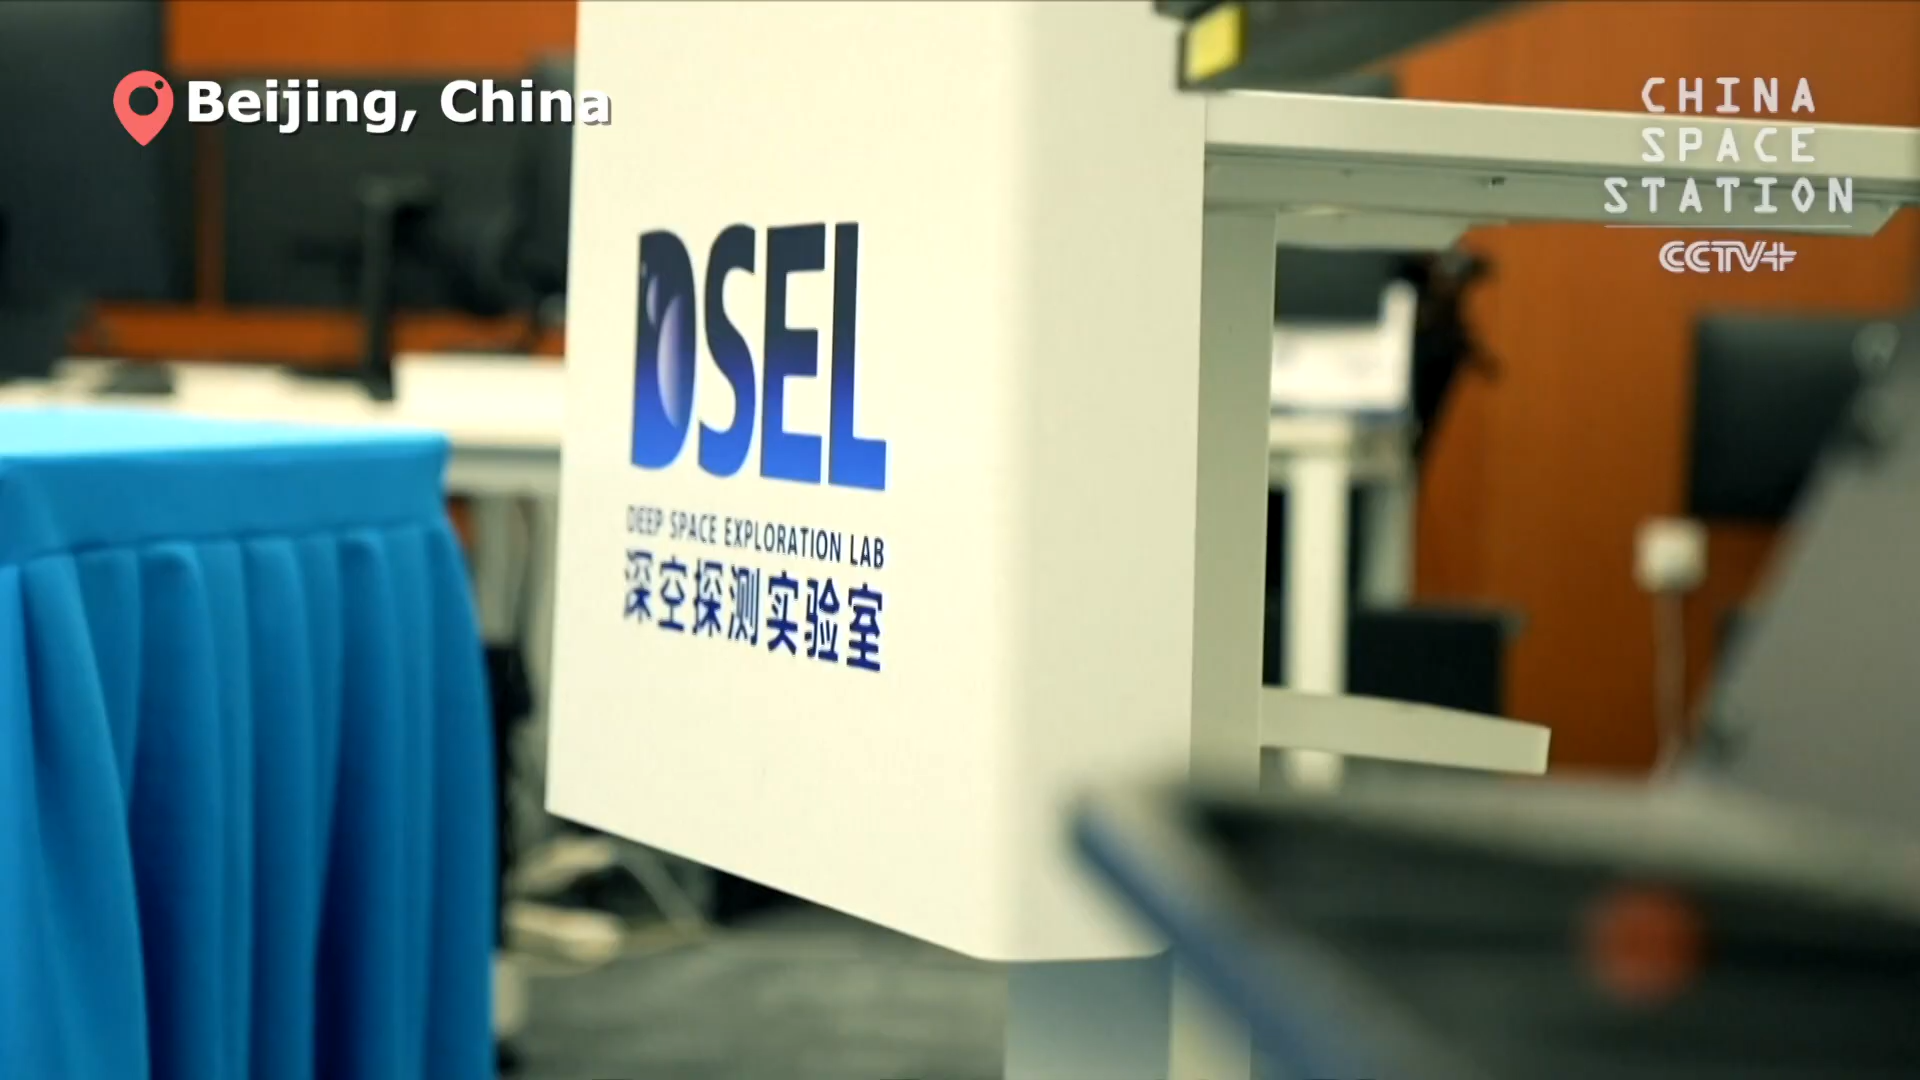 Beijing, China
CHINA
SPACE
STATION
CCTV+
DSEL
DEEP SPACE EXPLORATION LAB
深空探测实验室